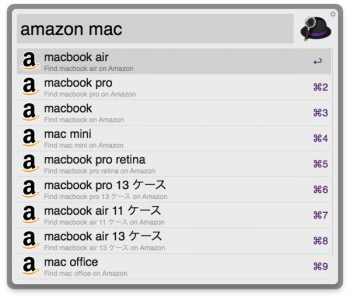 amazon mac
macbook air
Find macbook air on Amazon
↩
macbook pro
Find macbook pro on Amazon
⌘2
macbook
Find macbook on Amazon
⌘3
mac mini
Find mac mini on Amazon
⌘4
macbook pro retina
Find macbook pro retina on Amazon
⌘5
macbook pro 13 ケース
Find macbook pro 13 ケース on Amazon
⌘6
macbook air 11 ケース
Find macbook air 11 ケース on Amazon
⌘7
macbook air 13 ケース
Find macbook air 13 ケース on Amazon
⌘8
mac office
Find mac office on Amazon
⌘9